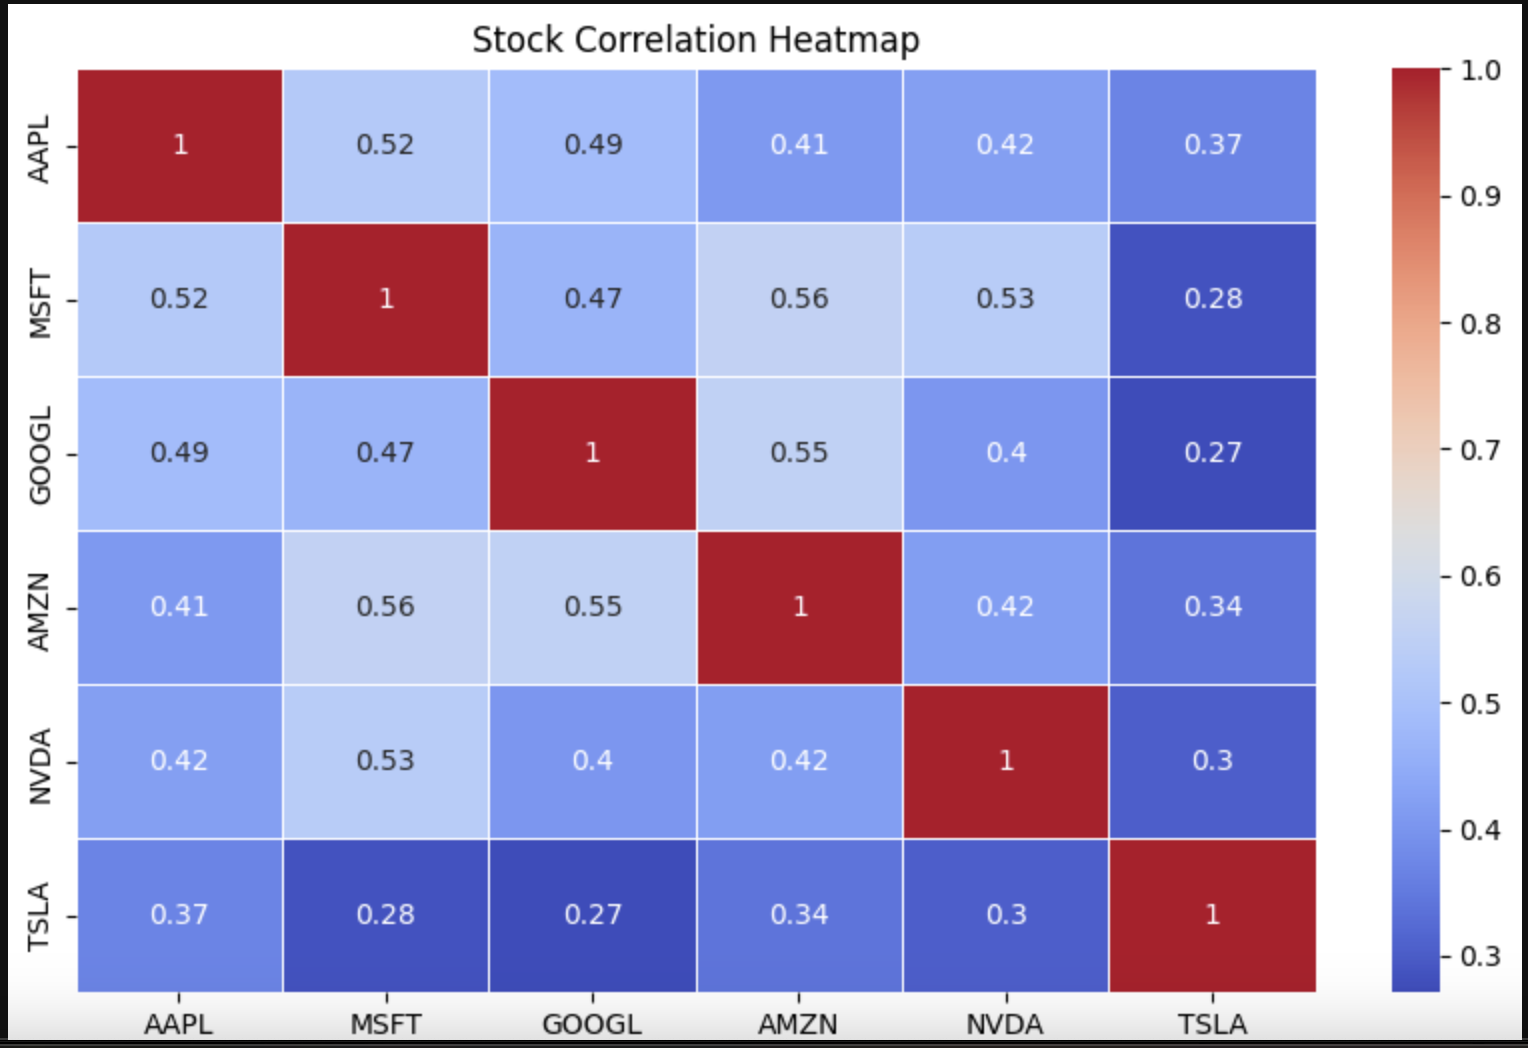 Stock Correlation Heatmap
AAPL 1 0.52 0.49 0.41 0.42 0.37
MSFT 0.52 1 0.47 0.56 0.53 0.28
GOOGL 0.49 0.47 1 0.55 0.4 0.27
AMZN 0.41 0.56 0.55 1 0.42 0.34
NVDA 0.42 0.53 0.4 0.42 1 0.3
TSLA 0.37 0.28 0.27 0.34 0.3 1
AAPL MSFT GOOGL AMZN NVDA TSLA
1.0
0.9
0.8
0.7
0.6
0.5
0.4
0.3